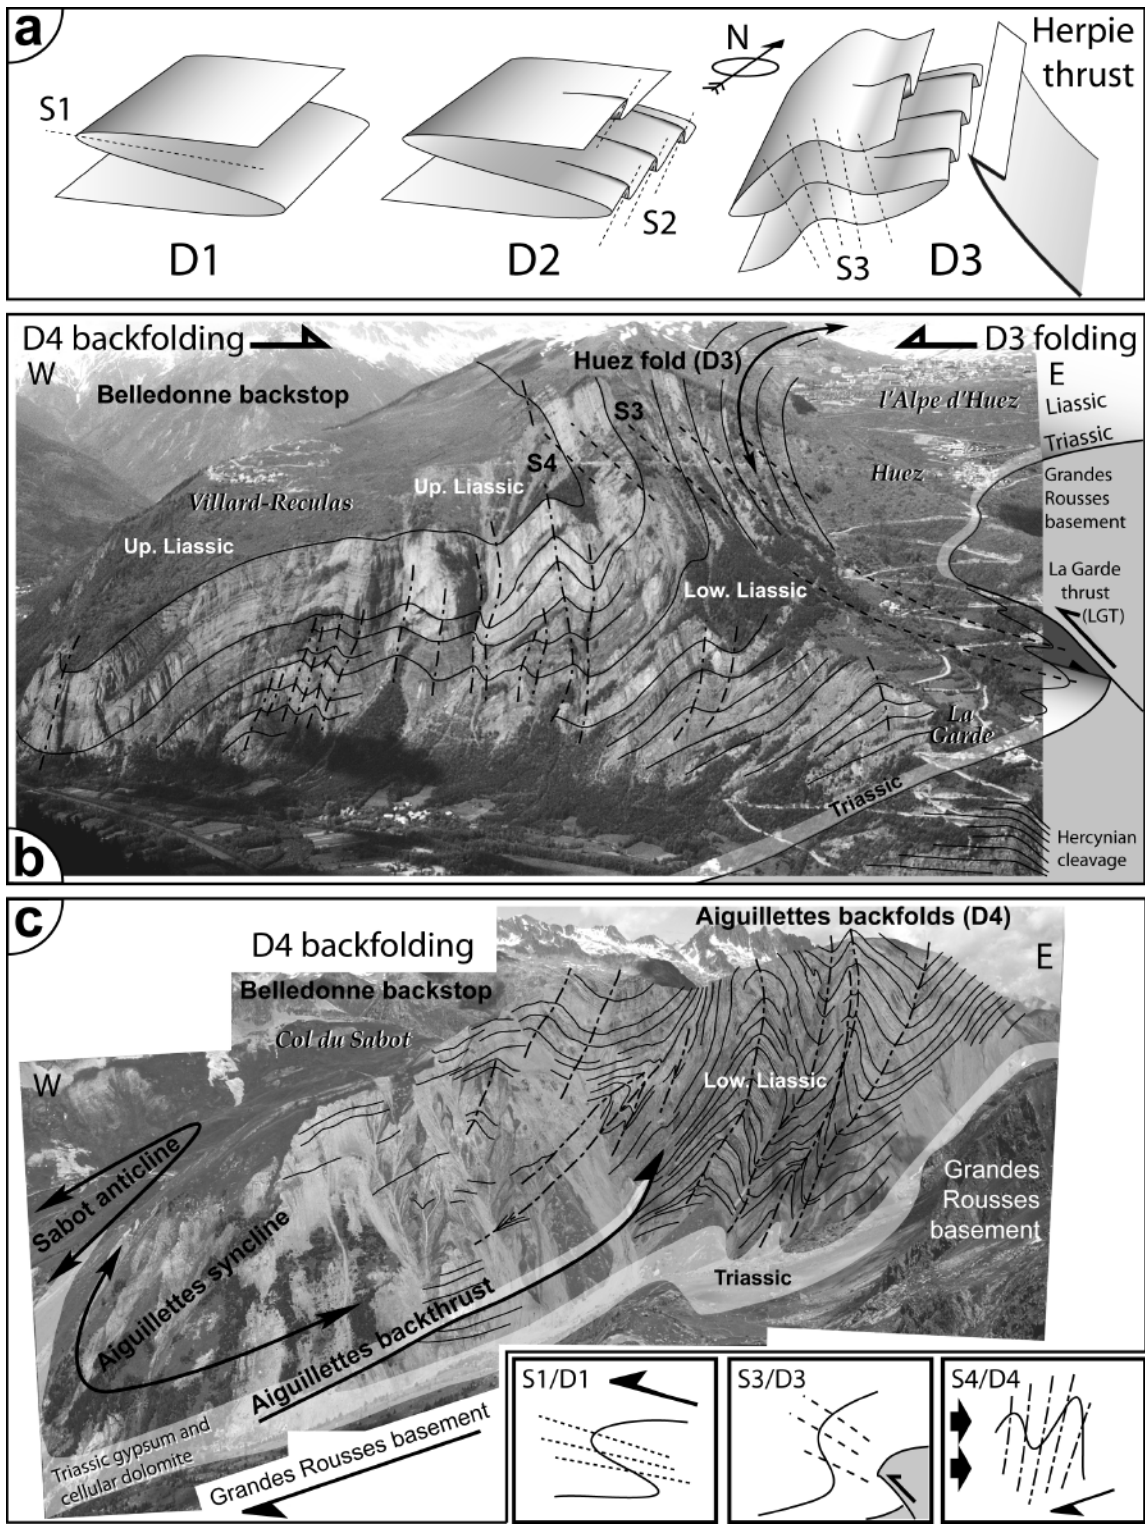 a
S1
D1
D2
S2
N
S3
D3
Herpie
thrust
b
D4 backfolding
W
Belledonne backstop
Huez fold (D3)
D3 folding
E
S3
S4
l'Alpe d'Huez
Huez
Villard-Reculas
Up. Liassic
Up. Liassic
Low. Liassic
Liassic
Triassic
Grandes
Rousses
basement
La Garde
thrust
(LGT)
La
Garde
Triassic
Hercynian
cleavage
c
D4 backfolding
Belledonne backstop
Col du Sabot
Aiguillettes backfolds (D4)
E
W
Low. Liassic
Sabot anticline
Aiguillettes syncline
Aiguillettes backthrust
Triassic
Grandes
Rousses
basement
Triassic gypsum and
cellular dolomite
Grandes Rousses basement
S1/D1
S3/D3
S4/D4